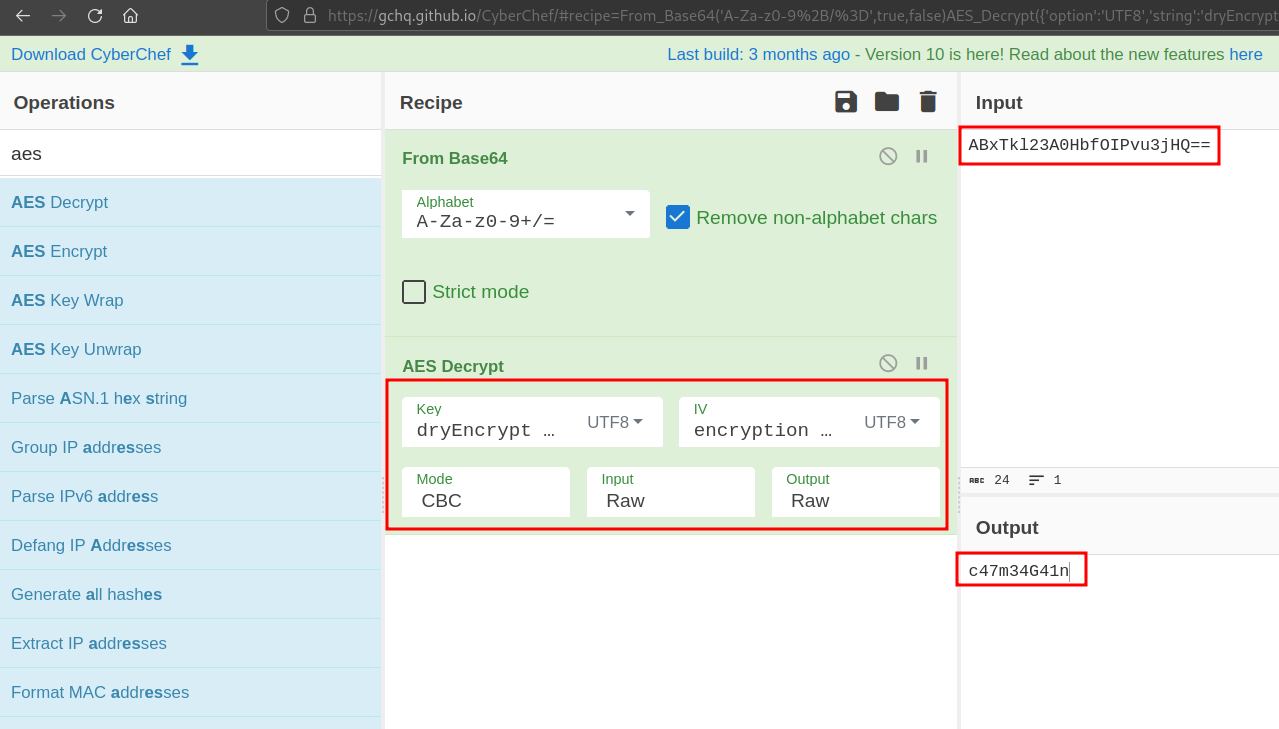 https://gchq.github.io/CyberChef/#recipe=From_Base64('A-Za-z0-9%2B/%3D',true,false)AES_Decrypt({'option':'UTF8','string':'dryEncrypt
Download CyberChef
Last build: 3 months ago - Version 10 is here! Read about the new features here
Operations
Recipe
Input
aes
AES Decrypt
AES Encrypt
AES Key Wrap
AES Key Unwrap
Parse ASN.1 hex string
Group IP addresses
Parse IPv6 address
Defang IP Addresses
Generate all hashes
Extract IP addresses
Format MAC addresses
From Base64
Alphabet
A-Za-z0-9+/=
Remove non-alphabet chars
Strict mode
AES Decrypt
Key
dryEncrypt …
UTF8
IV
encryption …
UTF8
Mode
CBC
Input
Raw
Output
Raw
ABxTkl23A0HbfOIPvu3jHQ==
ABC 24 1
Output
c47m34G41n